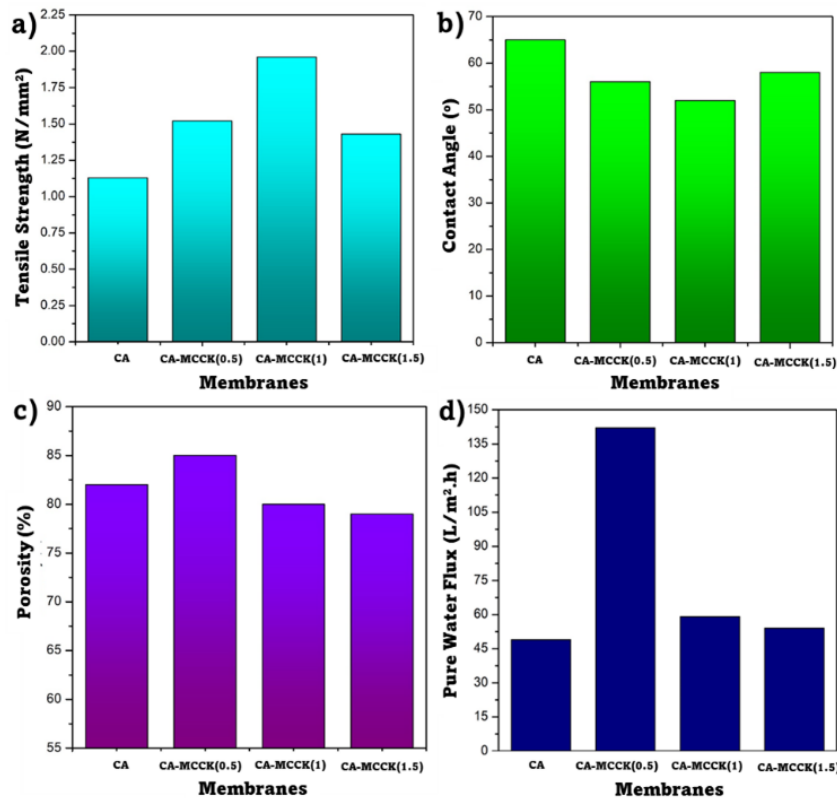 a)
Tensile Strength (N/mm²)
2.25
2.00
1.75
1.50
1.25
1.00
0.75
0.50
0.25
0.00
CA CA-MCCK(0.5) CA-MCCK(1) CA-MCCK(1.5)
Membranes
b)
Contact Angle (°)
70
60
50
40
30
20
10
0
CA CA-MCCK(0.5) CA-MCCK(1) CA-MCCK(1.5)
Membranes
c)
Porosity (%)
90
85
80
75
70
65
60
55
CA CA-MCCK(0.5) CA-MCCK(1) CA-MCCK(1.5)
Membranes
d)
Pure Water Flux (L/m².h)
150
135
120
105
90
75
60
45
30
15
0
CA CA-MCCK(0.5) CA-MCCK(1) CA-MCCK(1.5)
Membranes